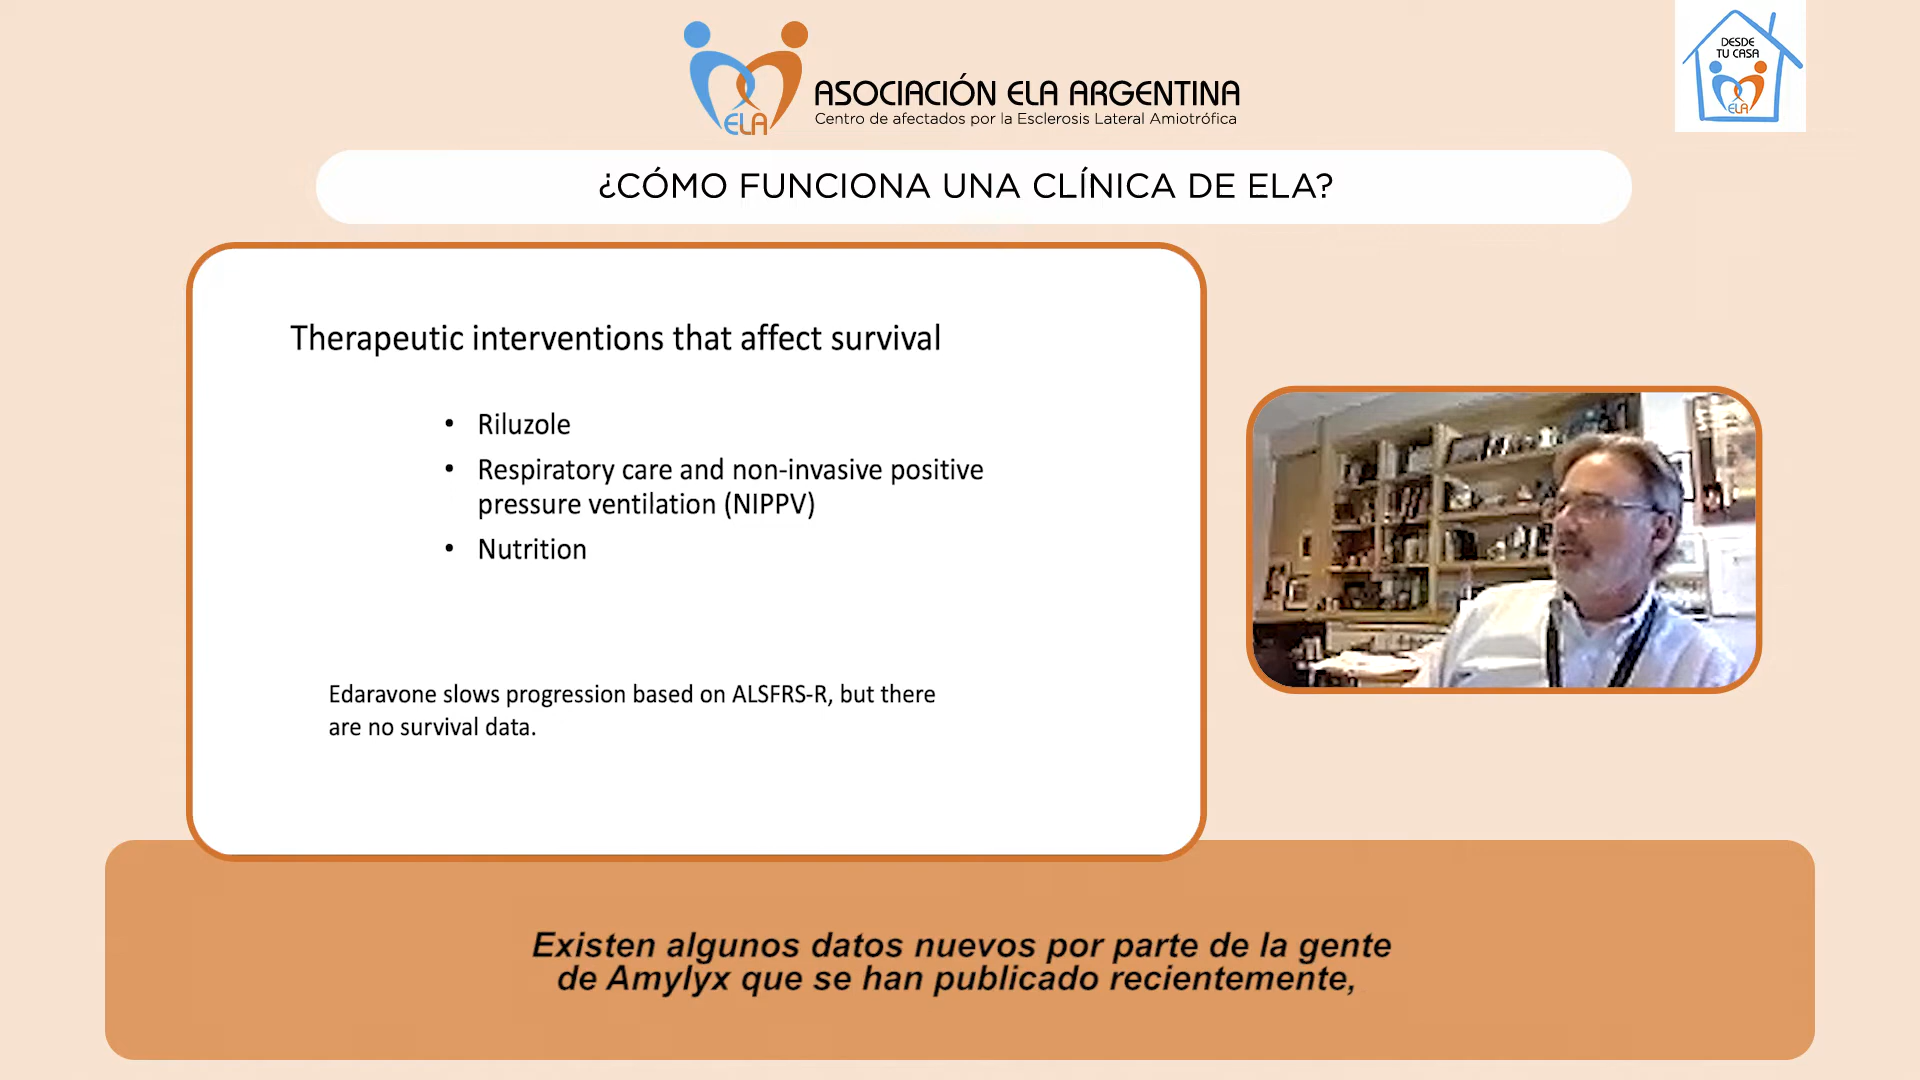 ELA
ASOCIACIÓN ELA ARGENTINA
Centro de afectados por la Esclerosis Lateral Amiotrófica
DESDE
TU CASA
ELA
¿CÓMO FUNCIONA UNA CLÍNICA DE ELA?
Therapeutic interventions that affect survival
• Riluzole
• Respiratory care and non-invasive positive
pressure ventilation (NIPPV)
• Nutrition
Edaravone slows progression based on ALSFRS-R, but there
are no survival data.
Existen algunos datos nuevos por parte de la gente
de Amylyx que se han publicado recientemente,